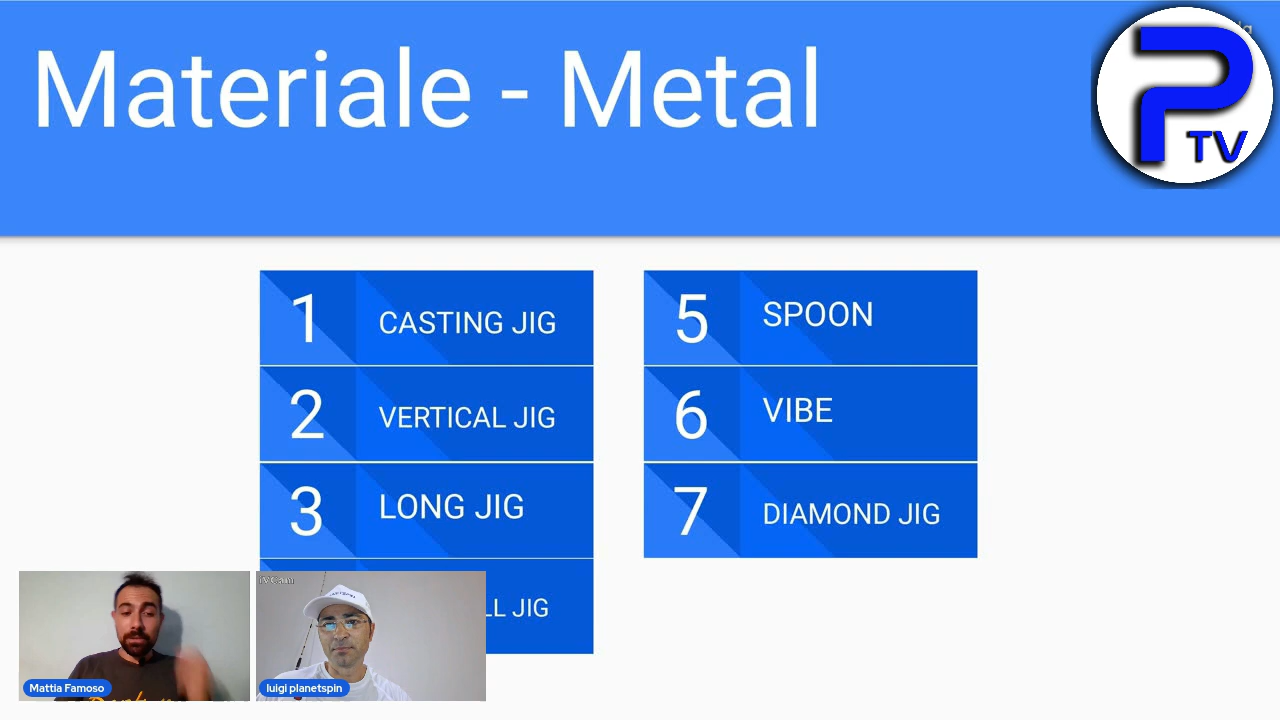 Materiale - Metal
P
TV
1 CASTING JIG
2 VERTICAL JIG
3 LONG JIG
LL JIG
5 SPOON
6 VIBE
7 DIAMOND JIG
iVCam
Mattia Famoso
luigi planetspin